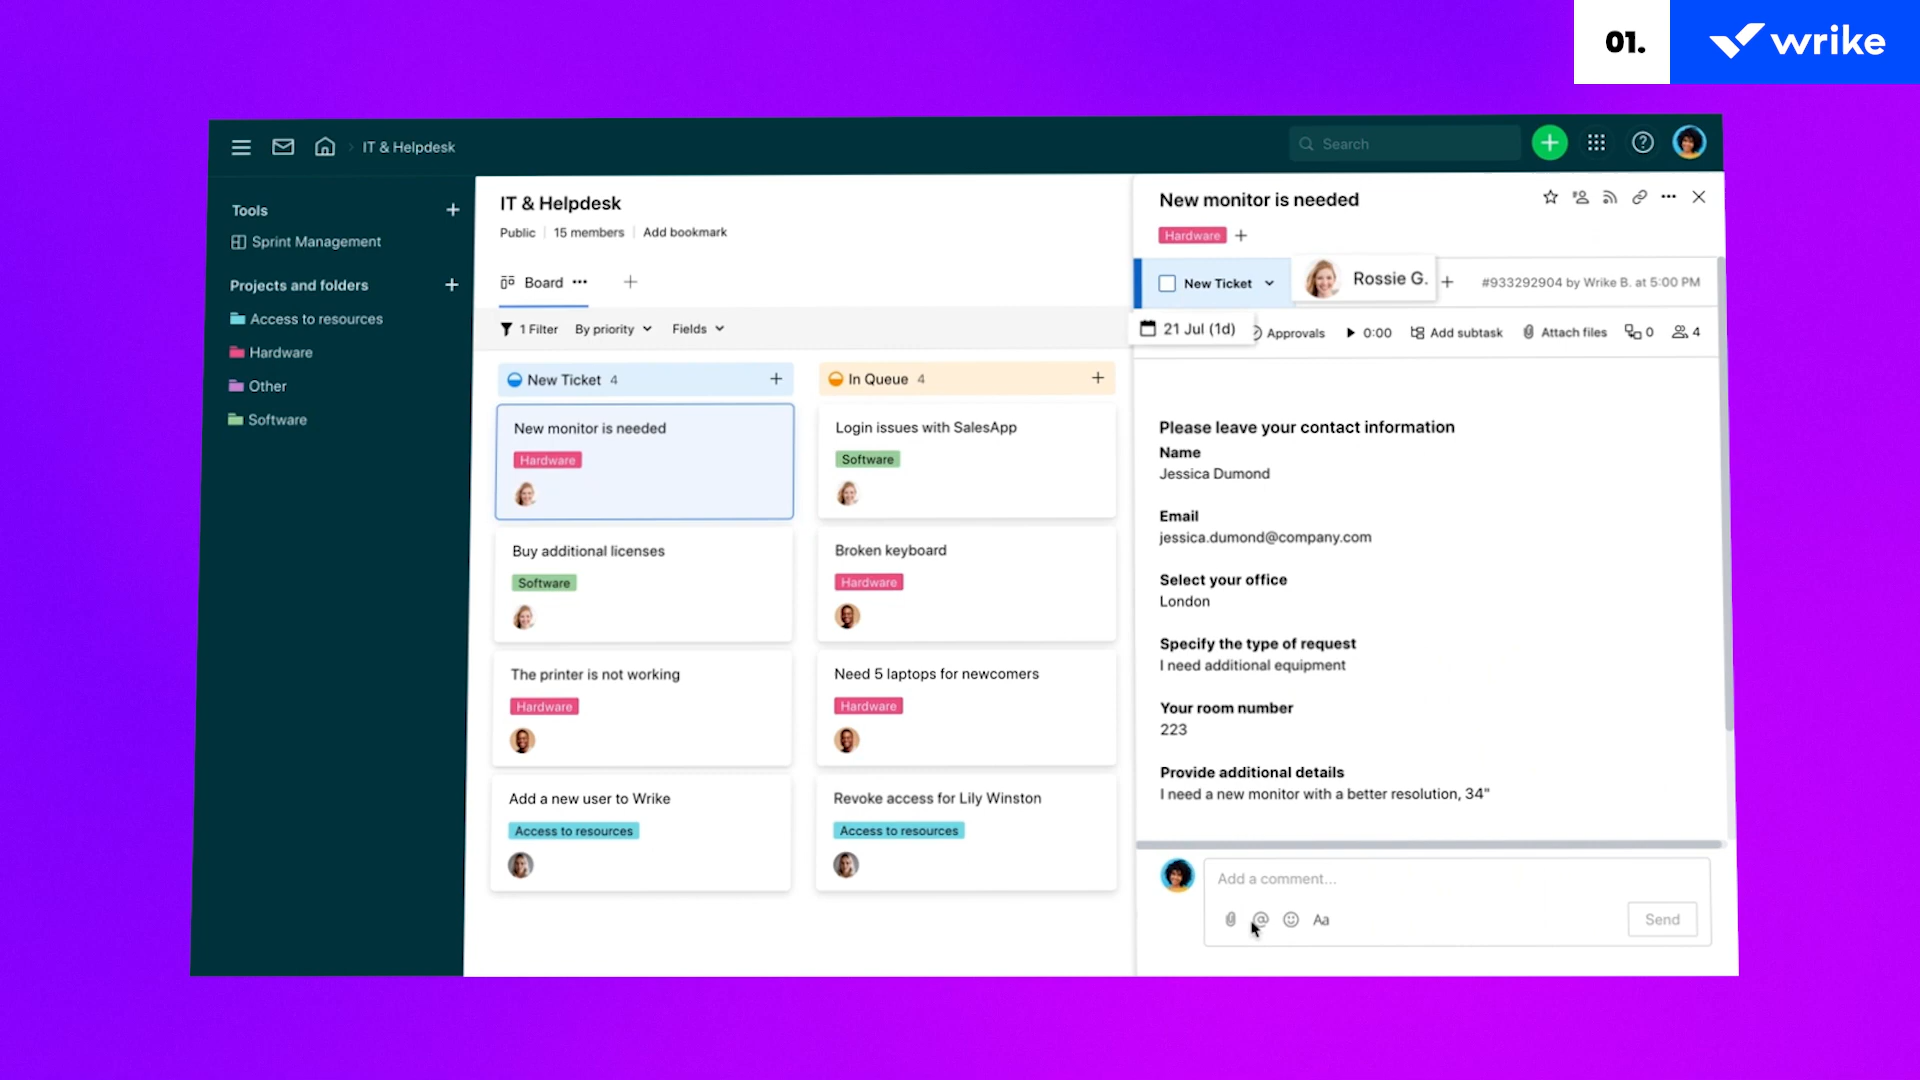 01.
wrike
IT & Helpdesk
Search
Tools
Sprint Management
Projects and folders
Access to resources
Hardware
Other
Software
IT & Helpdesk
Public
15 members
Add bookmark
Board
1 Filter
By priority
Fields
New Ticket 4
New monitor is needed
Hardware
Buy additional licenses
Software
The printer is not working
Hardware
Add a new user to Wrike
Access to resources
In Queue 4
Login issues with SalesApp
Software
Broken keyboard
Hardware
Need 5 laptops for newcomers
Hardware
Revoke access for Lily Winston
Access to resources
New monitor is needed
Hardware
New Ticket
Rossie G.
#933292904 by Wrike B. at 5:00 PM
21 Jul (1d)
Approvals
0:00
Add subtask
Attach files
0
4
Please leave your contact information
Name
Jessica Dumond
Email
jessica.dumond@company.com
Select your office
London
Specify the type of request
I need additional equipment
Your room number
223
Provide additional details
I need a new monitor with a better resolution, 34"
Add a comment...
Aa
Send